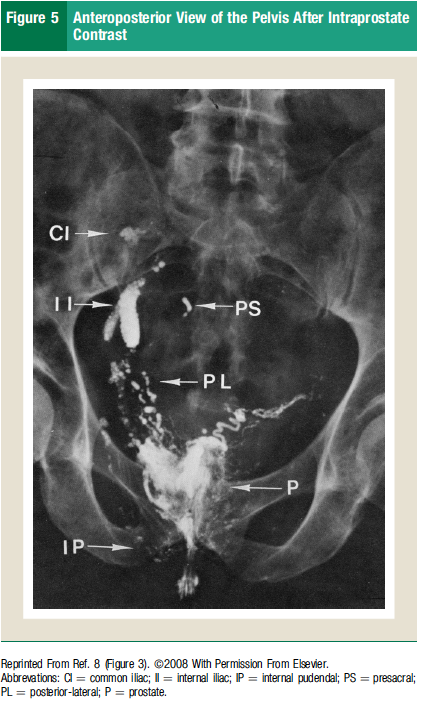 Figure 5
Anteroposterior View of the Pelvis After Intraprostate
Contrast
CI
II
PS
PL
P
IP
Reprinted From Ref. 8 (Figure 3). ©2008 With Permission From Elsevier.
Abbrevations: CI = common iliac; II = internal iliac; IP = internal pudendal; PS = presacral;
PL = posterior-lateral; P = prostate.